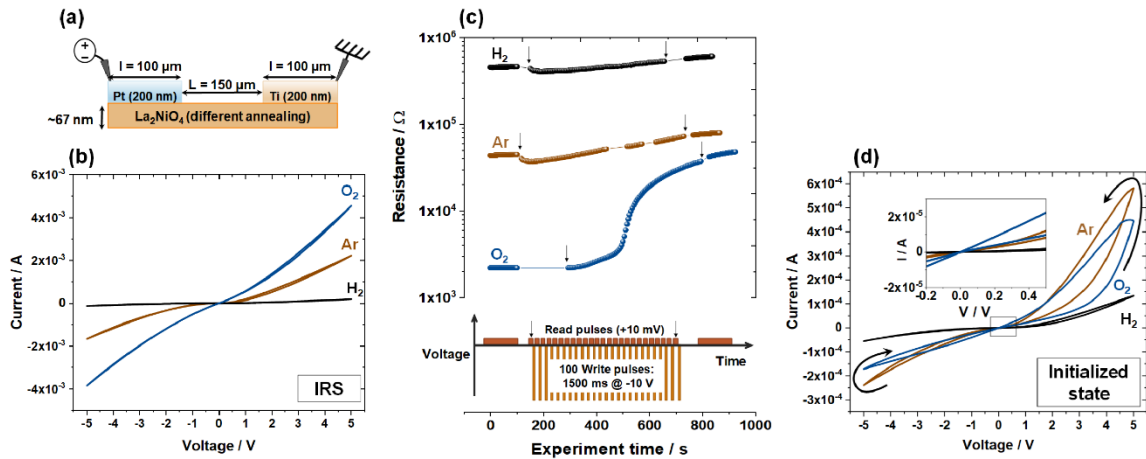 (a)
+
−
l = 100 µm
l = 100 µm
L = 150 µm
Pt (200 nm)
Ti (200 nm)
~67 nm
La₂NiO₄ (different annealing)
(b)
6x10⁻³
4x10⁻³
2x10⁻³
0
-2x10⁻³
-4x10⁻³
Current / A
O₂
Ar
H₂
IRS
-5 -4 -3 -2 -1 0 1 2 3 4 5
Voltage / V
(c)
1x10⁶
1x10⁵
1x10⁴
1x10³
Resistance / Ω
H₂
Ar
O₂
Read pulses (+10 mV)
Voltage
Time
100 Write pulses:
1500 ms @ -10 V
0 200 400 600 800 1000
Experiment time / s
(d)
6x10⁻⁴
5x10⁻⁴
4x10⁻⁴
3x10⁻⁴
2x10⁻⁴
1x10⁻⁴
0
-1x10⁻⁴
-2x10⁻⁴
-3x10⁻⁴
Current / A
2x10⁻⁵
0
-2x10⁻⁵
I / A
-0.2 0.0 0.2 0.4
V / V
Ar
O₂
H₂
Initialized
state
-5 -4 -3 -2 -1 0 1 2 3 4 5
Voltage / V